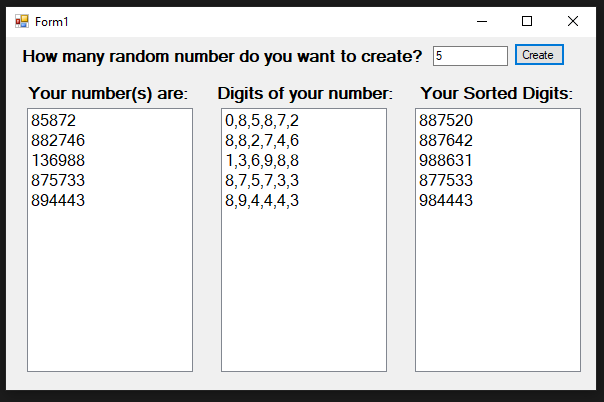 Form1
How many random number do you want to create? 5 Create
Your number(s) are: Digits of your number: Your Sorted Digits:
85872 0,8,5,8,7,2 887520
882746 8,8,2,7,4,6 887642
136988 1,3,6,9,8,8 988631
875733 8,7,5,7,3,3 877533
894443 8,9,4,4,4,3 984443